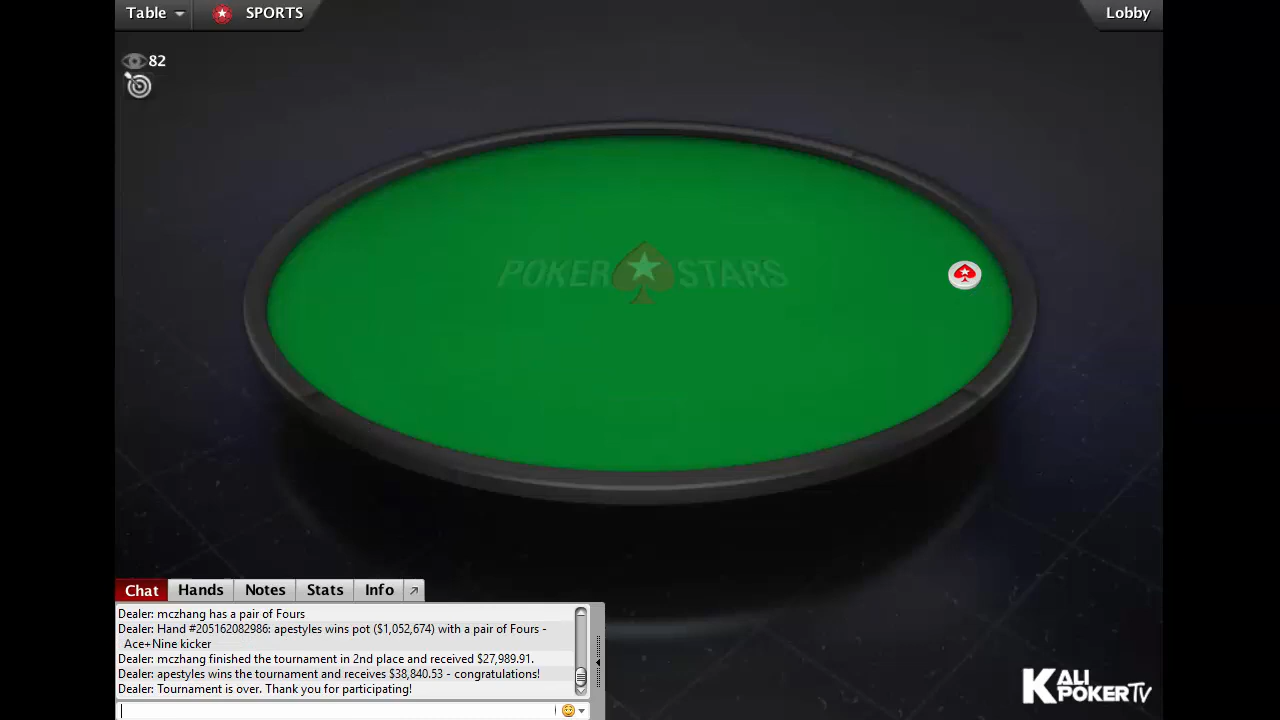 Table
SPORTS
Lobby
82
POKER STARS
Chat
Hands
Notes
Stats
Info
Dealer: mczhang has a pair of Fours
Dealer: Hand #205162082986: apestyles wins pot ($1,052,674) with a pair of Fours -
Ace+Nine kicker
Dealer: mczhang finished the tournament in 2nd place and received $27,989.91.
Dealer: apestyles wins the tournament and receives $38,840.53 - congratulations!
Dealer: Tournament is over. Thank you for participating!
KALI
POKERTV